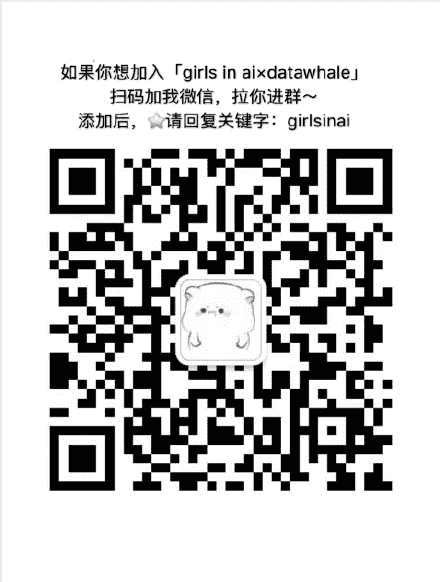 如果你想加入「girls in ai×datawhale」
扫码加我微信，拉你进群～
添加后，⭐请回复关键字：girlsinai